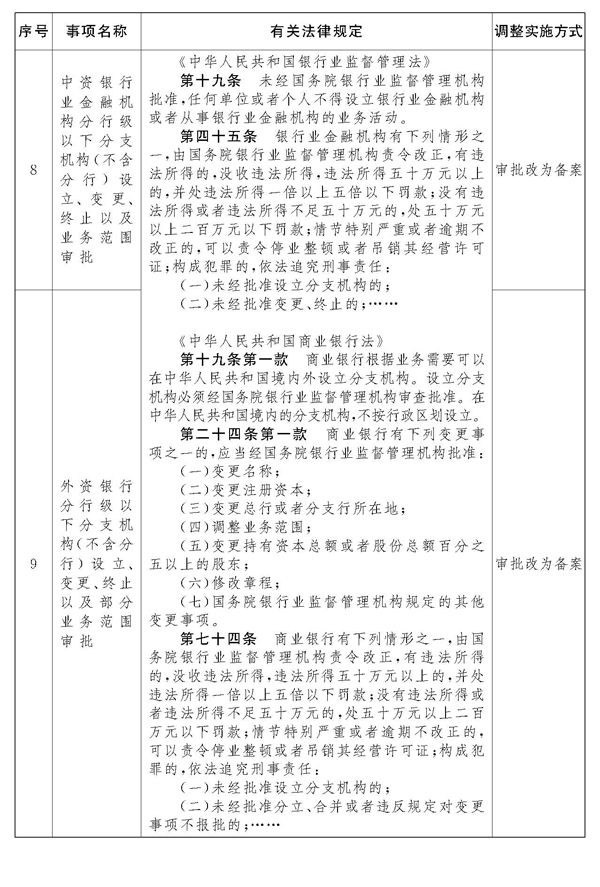 序号 事项名称 有关法律规定 调整实施方式
8
中资银行
业金融机
构分行级
以下分支
机构(不含
分行)设
立、变更、
终止以及
业务范围
审批
《中华人民共和国银行业监督管理法》
第十九条 未经国务院银行业监督管理机构
批准,任何单位或者个人不得设立银行业金融机构
或者从事银行业金融机构的业务活动。
第四十五条 银行业金融机构有下列情形之
一,由国务院银行业监督管理机构责令改正,有违
法所得的,没收违法所得,违法所得五十万元以上
的,并处违法所得一倍以上五倍以下罚款;没有违
法所得或者违法所得不足五十万元的,处五十万元
以上二百万元以下罚款;情节特别严重或者逾期不
改正的,可以责令停业整顿或者吊销其经营许可
证;构成犯罪的,依法追究刑事责任:
(一)未经批准设立分支机构的;
(二)未经批准变更、终止的;……
审批改为备案
9
外资银行
分行级以
下分支机
构(不含分
行)设立、
变更、终止
以及部分
业务范围
审批
《中华人民共和国商业银行法》
第十九条第一款 商业银行根据业务需要可以
在中华人民共和国境内外设立分支机构。设立分支
机构必须经国务院银行业监督管理机构审查批准。在
中华人民共和国境内的分支机构,不按行政区划设立。
第二十四条第一款 商业银行有下列变更事
项之一的,应当经国务院银行业监督管理机构批准:
(一)变更名称;
(二)变更注册资本;
(三)变更总行或者分支行所在地;
(四)调整业务范围;
(五)变更持有资本总额或者股份总额百分之
五以上的股东;
(六)修改章程;
(七)国务院银行业监督管理机构规定的其他
变更事项。
第七十四条 商业银行有下列情形之一,由国
务院银行业监督管理机构责令改正,有违法所得
的,没收违法所得,违法所得五十万元以上的,并处
违法所得一倍以上五倍以下罚款;没有违法所得或
者违法所得不足五十万元的,处五十万元以上二百
万元以下罚款;情节特别严重或者逾期不改正的,
可以责令停业整顿或者吊销其经营许可证;构成犯
罪的,依法追究刑事责任:
(一)未经批准设立分支机构的;
(二)未经批准分立、合并或者违反规定对变更
事项不报批的;……
审批改为备案